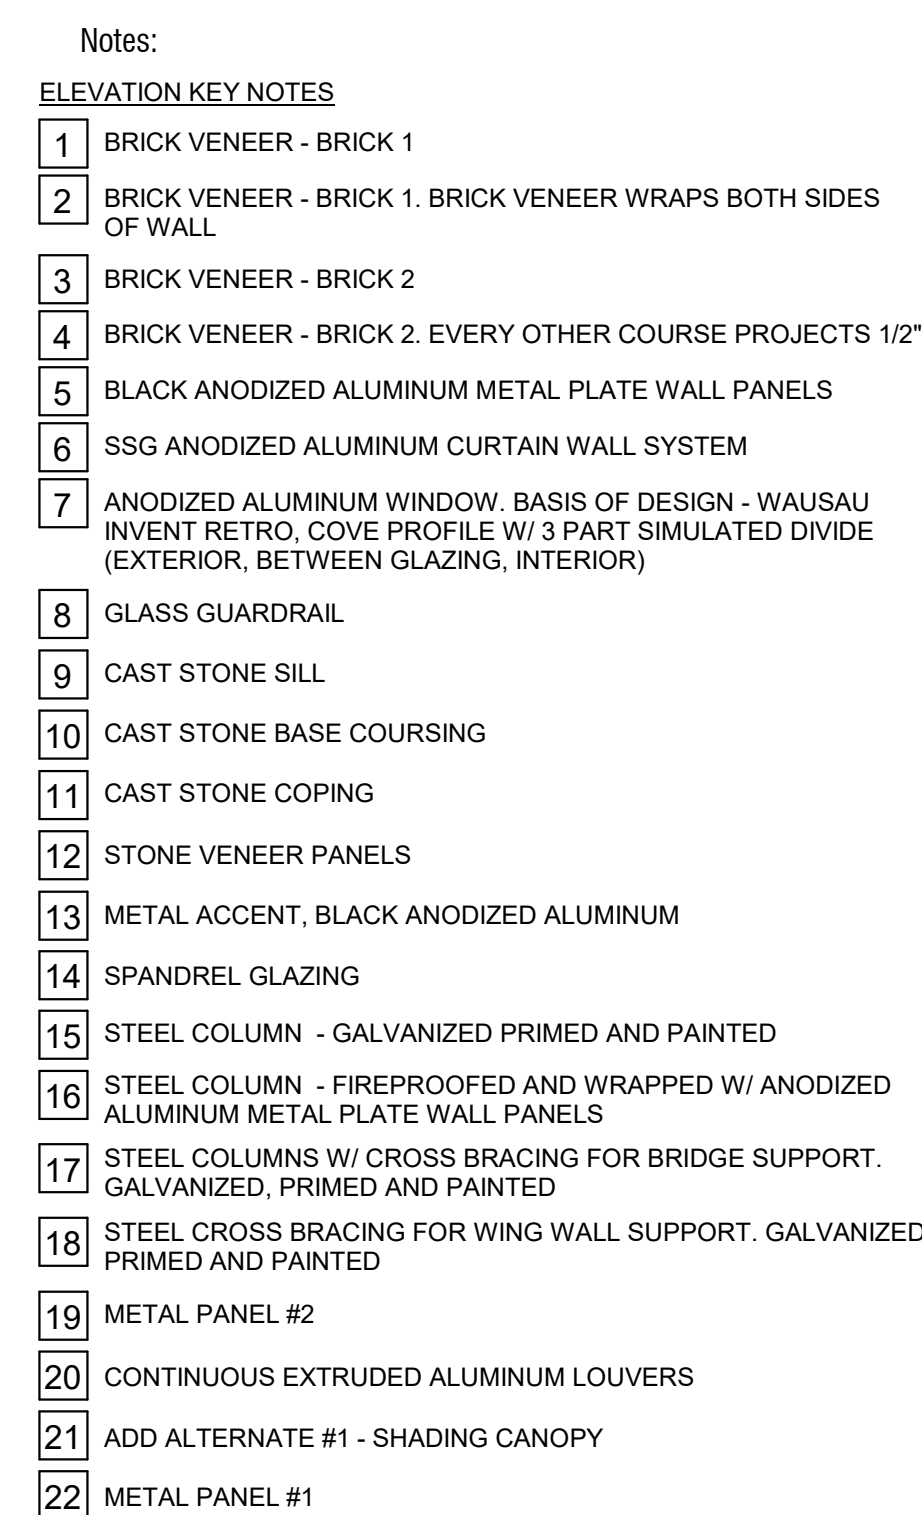 Notes:
ELEVATION KEY NOTES
1 BRICK VENEER - BRICK 1
2 BRICK VENEER - BRICK 1. BRICK VENEER WRAPS BOTH SIDES
OF WALL
3 BRICK VENEER - BRICK 2
4 BRICK VENEER - BRICK 2. EVERY OTHER COURSE PROJECTS 1/2"
5 BLACK ANODIZED ALUMINUM METAL PLATE WALL PANELS
6 SSG ANODIZED ALUMINUM CURTAIN WALL SYSTEM
7 ANODIZED ALUMINUM WINDOW. BASIS OF DESIGN - WAUSAU
INVENT RETRO, COVE PROFILE W/ 3 PART SIMULATED DIVIDE
(EXTERIOR, BETWEEN GLAZING, INTERIOR)
8 GLASS GUARDRAIL
9 CAST STONE SILL
10 CAST STONE BASE COURSING
11 CAST STONE COPING
12 STONE VENEER PANELS
13 METAL ACCENT, BLACK ANODIZED ALUMINUM
14 SPANDREL GLAZING
15 STEEL COLUMN - GALVANIZED PRIMED AND PAINTED
16 STEEL COLUMN - FIREPROOFED AND WRAPPED W/ ANODIZED
ALUMINUM METAL PLATE WALL PANELS
17 STEEL COLUMNS W/ CROSS BRACING FOR BRIDGE SUPPORT.
GALVANIZED, PRIMED AND PAINTED
18 STEEL CROSS BRACING FOR WING WALL SUPPORT. GALVANIZED
PRIMED AND PAINTED
19 METAL PANEL #2
20 CONTINUOUS EXTRUDED ALUMINUM LOUVERS
21 ADD ALTERNATE #1 - SHADING CANOPY
22 METAL PANEL #1